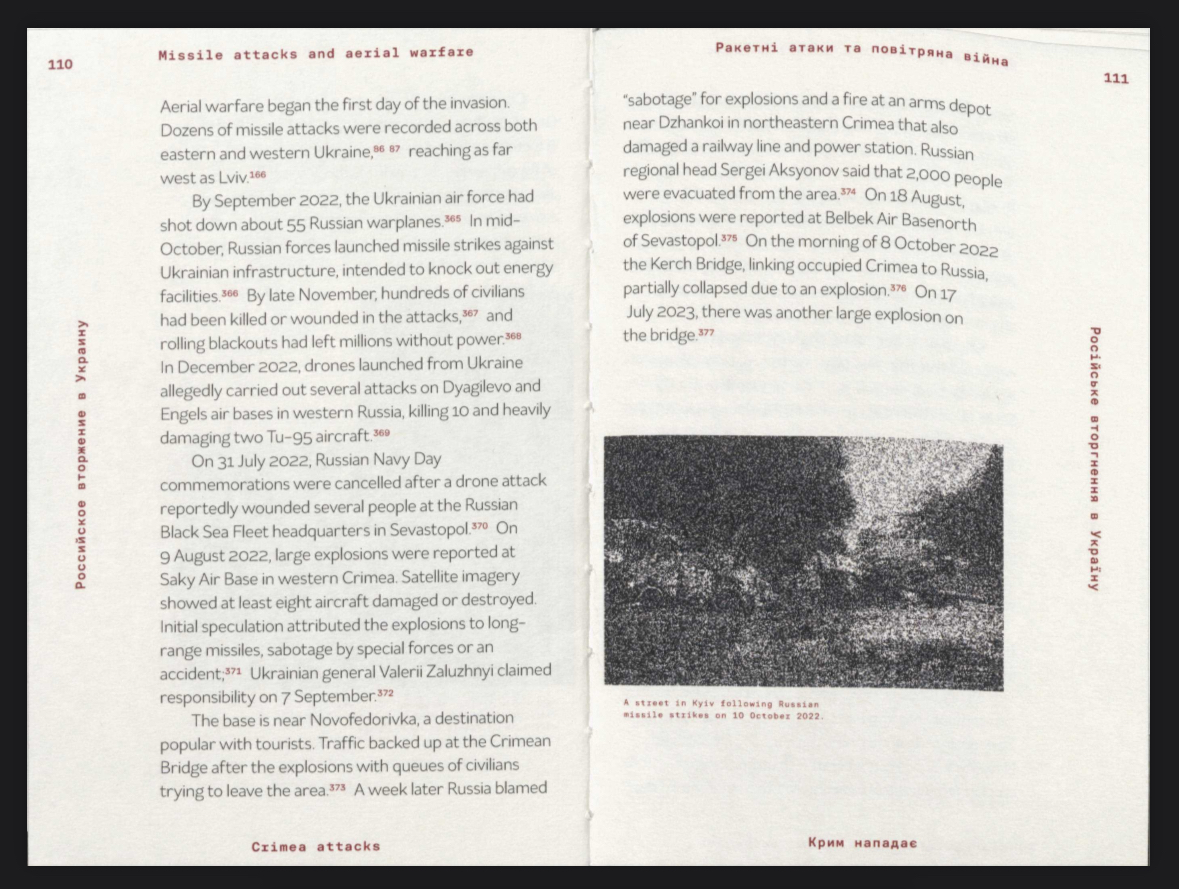 110
Missile attacks and aerial warfare
Aerial warfare began the first day of the invasion.
Dozens of missile attacks were recorded across both
eastern and western Ukraine,86 87 reaching as far
west as Lviv.166
By September 2022, the Ukrainian air force had
shot down about 55 Russian warplanes.365 In mid-
October, Russian forces launched missile strikes against
Ukrainian infrastructure, intended to knock out energy
facilities.366 By late November, hundreds of civilians
had been killed or wounded in the attacks,367 and
rolling blackouts had left millions without power.368
In December 2022, drones launched from Ukraine
allegedly carried out several attacks on Dyagilevo and
Engels air bases in western Russia, killing 10 and heavily
damaging two Tu-95 aircraft.369
On 31 July 2022, Russian Navy Day
commemorations were cancelled after a drone attack
reportedly wounded several people at the Russian
Black Sea Fleet headquarters in Sevastopol.370 On
9 August 2022, large explosions were reported at
Saky Air Base in western Crimea. Satellite imagery
showed at least eight aircraft damaged or destroyed.
Initial speculation attributed the explosions to long-
range missiles, sabotage by special forces or an
accident;371 Ukrainian general Valerii Zaluzhnyi claimed
responsibility on 7 September.372
The base is near Novofedorivka, a destination
popular with tourists. Traffic backed up at the Crimean
Bridge after the explosions with queues of civilians
trying to leave the area.373 A week later Russia blamed
Российское вторжение в Украину
Crimea attacks
Ракетні атаки та повітряна війна
111
“sabotage” for explosions and a fire at an arms depot
near Dzhankoi in northeastern Crimea that also
damaged a railway line and power station. Russian
regional head Sergei Aksyonov said that 2,000 people
were evacuated from the area.374 On 18 August,
explosions were reported at Belbek Air Basenorth
of Sevastopol.375 On the morning of 8 October 2022
the Kerch Bridge, linking occupied Crimea to Russia,
partially collapsed due to an explosion.376 On 17
July 2023, there was another large explosion on
the bridge.377
A street in Kyiv following Russian
missile strikes on 10 October 2022.
Російське вторгнення в Україну
Крим нападає